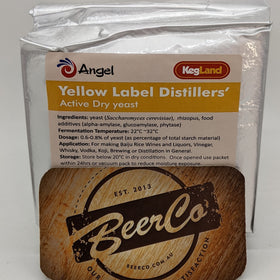 Angel
KegLand
Yellow Label Distillers'
Active Dry yeast
Ingredients: yeast (Saccharomyces cerevisiae), rhizopus, food
additives (alpha-amylase, glucoamylase, phytase)
Fermentation Temperature: 22°C ~32°C
Dosage: 0.6-0.8% of yeast (as percentage of total starch material)
Application: For making Baiju Rice Wines and Liquors, Vinegar,
Whisky, Vodka, Koji, Brewing or Distillation in General.
Storage: Store below 20°C in dry conditions. Once opened use packet
within 24hrs or vacuum pack to reduce moisture exposure.
EST. 2013
BeerCo
BEERCO.COM.AU
OUR
SATISFACTION